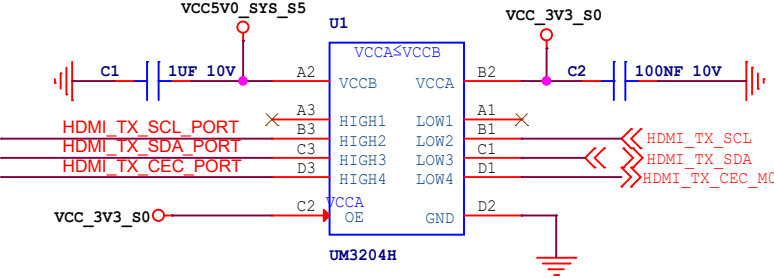 VCC5V0_SYS_S5
U1
VCC_3V3_S0
VCCA≤VCCB
C1
1UF 10V
A2
VCCB
VCCA
B2
C2
100NF 10V
A3
HIGH1
LOW1
A1
HDMI_TX_SCL_PORT
B3
HIGH2
LOW2
B1
HDMI_TX_SCL
HDMI_TX_SDA_PORT
C3
HIGH3
LOW3
C1
HDMI_TX_SDA
HDMI_TX_CEC_PORT
D3
HIGH4
LOW4
D1
HDMI_TX_CEC_M0
VCC_3V3_S0
C2
VCCA
OE
GND
D2
UM3204H